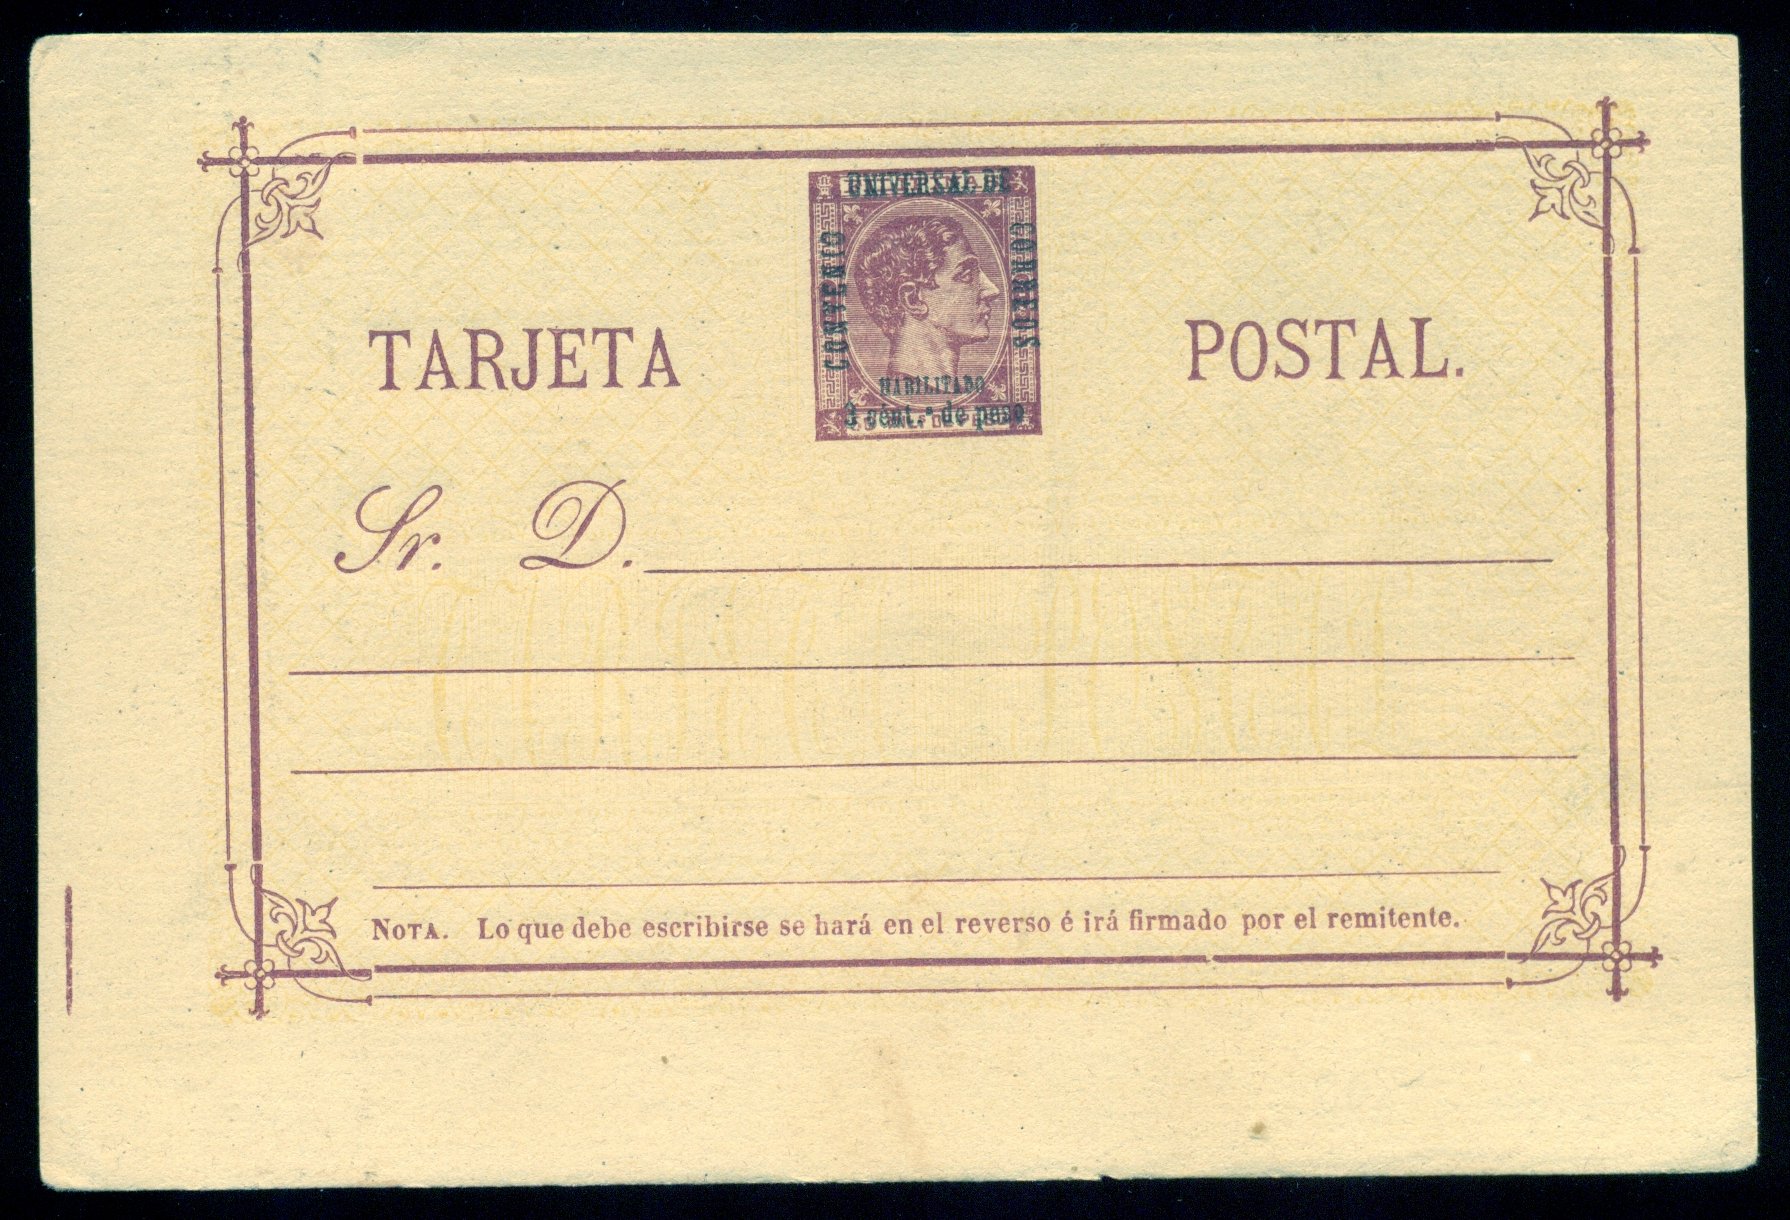 UNIVERSAL DE
CONVENIO
CORREOS
HABILITADO
3 cént.s de peso
TARJETA POSTAL.
Sr. D.
NOTA. Lo que debe escribirse se hará en el reverso é irá firmado por el remitente.